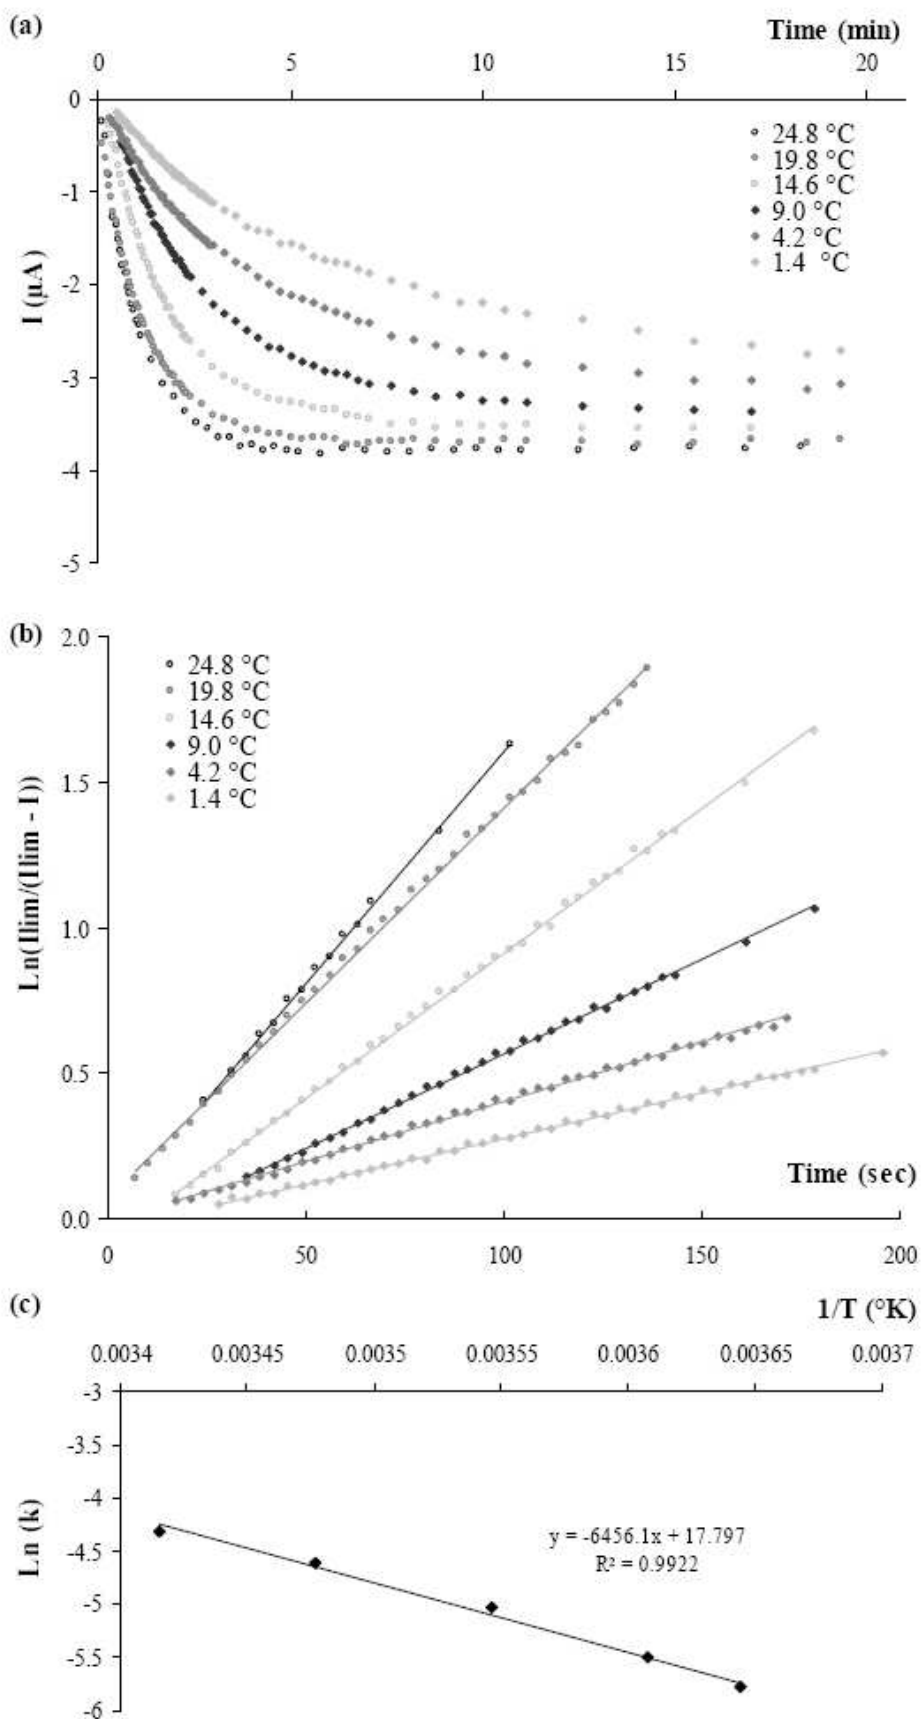 (a)
Time (min)
0 5 10 15 20
0
-1
-2
-3
-4
-5
I (µA)
24.8 °C
19.8 °C
14.6 °C
9.0 °C
4.2 °C
1.4 °C
(b)
2.0
1.5
1.0
0.5
0.0
Ln(Ilim/(Ilim - I))
24.8 °C
19.8 °C
14.6 °C
9.0 °C
4.2 °C
1.4 °C
Time (sec)
0 50 100 150 200
(c)
1/T (°K)
0.0034 0.00345 0.0035 0.00355 0.0036 0.00365 0.0037
-3
-3.5
-4
-4.5
-5
-5.5
-6
Ln (k)
y = -6456.1x + 17.797
R² = 0.9922